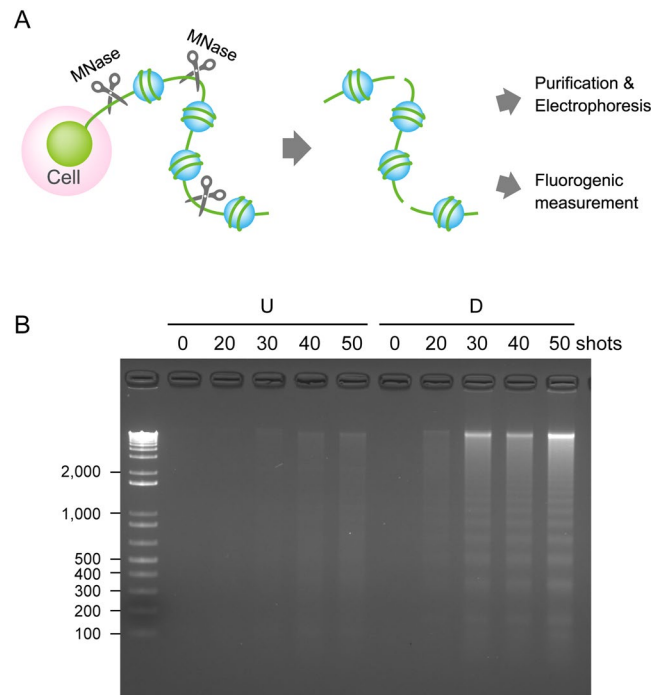 A
MNase
MNase
Cell
Purification &
Electrophoresis
Fluorogenic
measurement
B
U D
0 20 30 40 50 0 20 30 40 50 shots
2,000
1,000
500
400
300
200
100